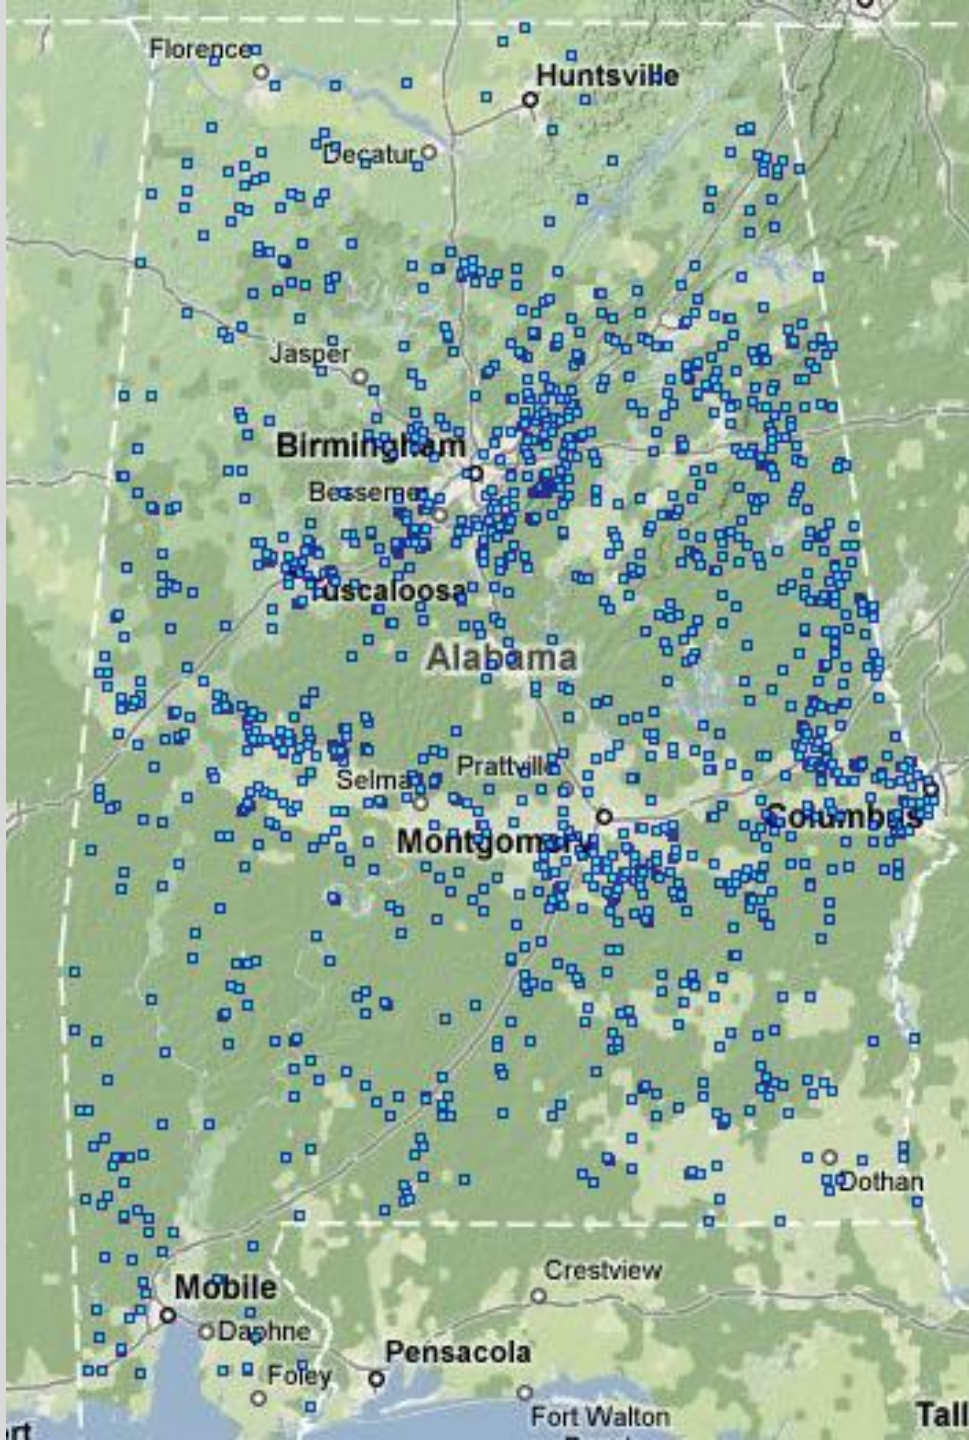 Florence
Huntsville
Decatur
Jasper
Birmingham
Bessemer
Tuscaloosa
Alabama
Selma
Prattville
Montgomery
Columbus
Dothan
Crestview
Mobile
Daphne
Pensacola
Foley
Fort Walton
Tall
rt